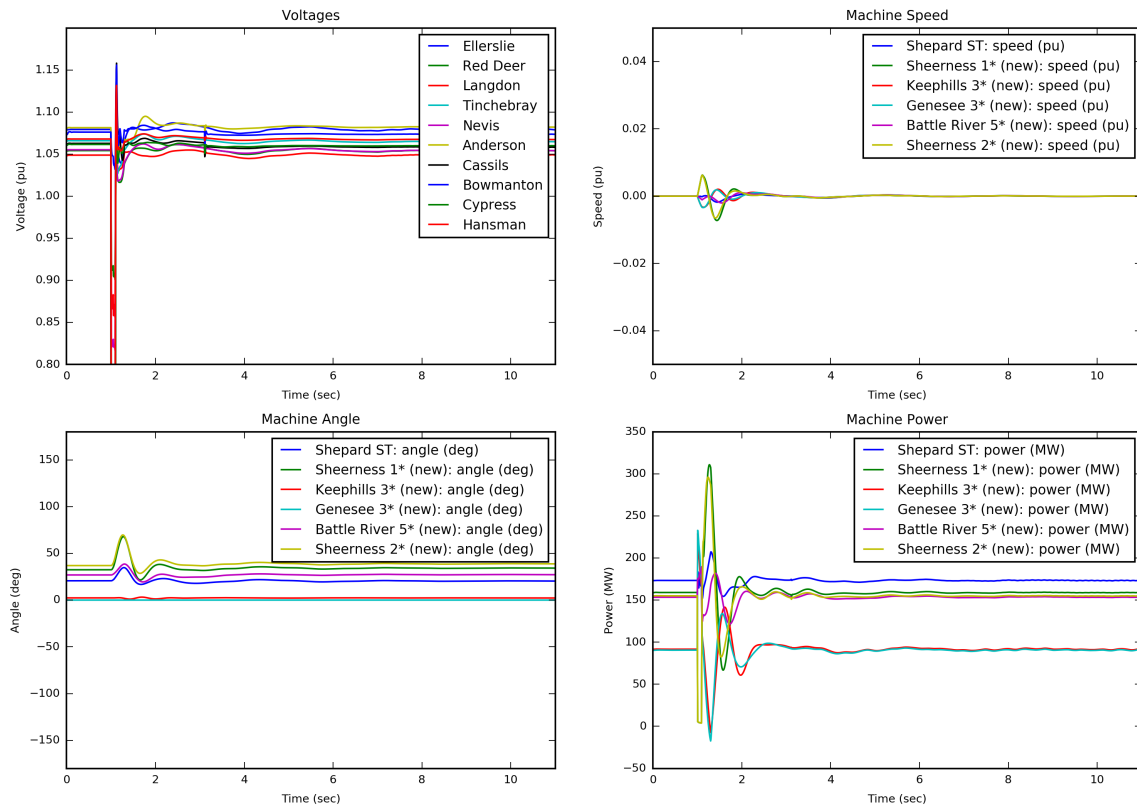 Voltages
1.15
1.10
1.05
1.00
0.95
0.90
0.85
0.80
Voltage (pu)
0 2 4 6 8 10
Time (sec)
Ellerslie
Red Deer
Langdon
Tinchebray
Nevis
Anderson
Cassils
Bowmanton
Cypress
Hansman
Machine Speed
0.04
0.02
0.00
−0.02
−0.04
Speed (pu)
0 2 4 6 8 10
Time (sec)
Shepard ST: speed (pu)
Sheerness 1* (new): speed (pu)
Keephills 3* (new): speed (pu)
Genesee 3* (new): speed (pu)
Battle River 5* (new): speed (pu)
Sheerness 2* (new): speed (pu)
Machine Angle
150
100
50
0
−50
−100
−150
Angle (deg)
0 2 4 6 8 10
Time (sec)
Shepard ST: angle (deg)
Sheerness 1* (new): angle (deg)
Keephills 3* (new): angle (deg)
Genesee 3* (new): angle (deg)
Battle River 5* (new): angle (deg)
Sheerness 2* (new): angle (deg)
Machine Power
350
300
250
200
150
100
50
0
−50
Power (MW)
0 2 4 6 8 10
Time (sec)
Shepard ST: power (MW)
Sheerness 1* (new): power (MW)
Keephills 3* (new): power (MW)
Genesee 3* (new): power (MW)
Battle River 5* (new): power (MW)
Sheerness 2* (new): power (MW)